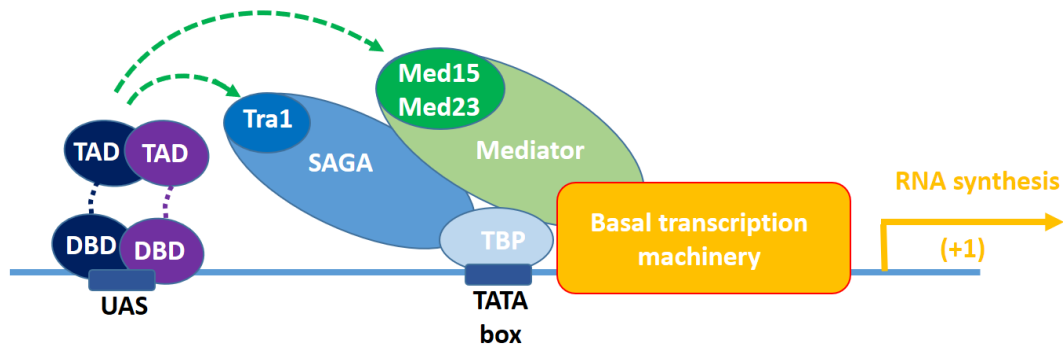 Med15
Med23
Tra1
TAD
TAD
SAGA
Mediator
RNA synthesis
DBD
DBD
TBP
Basal transcription
machinery
(+1)
UAS
TATA
box